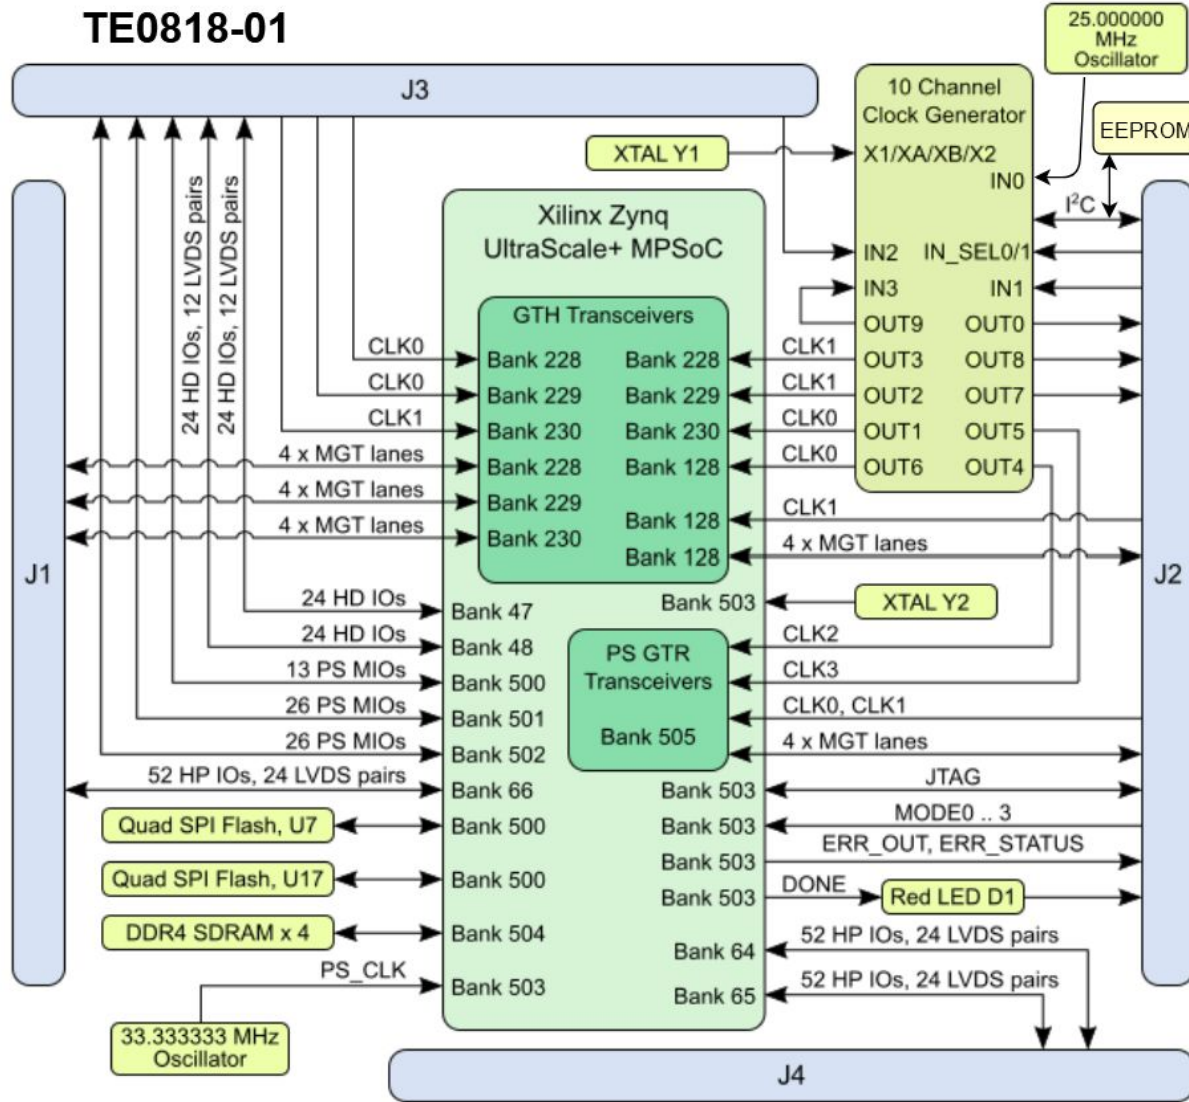 TE0818-01
25.000000
MHz
Oscillator
J3
10 Channel
Clock Generator
EEPROM
XTAL Y1
X1/XA/XB/X2
IN0
I²C
24 HD IOs, 12 LVDS pairs
24 HD IOs, 12 LVDS pairs
Xilinx Zynq
UltraScale+ MPSoC
IN2 IN_SEL0/1
IN3 IN1
OUT9 OUT0
GTH Transceivers
CLK0 Bank 228 Bank 228 CLK1 OUT3 OUT8
CLK0 Bank 229 Bank 229 CLK1 OUT2 OUT7
CLK1 Bank 230 Bank 230 CLK0 OUT1 OUT5
4 x MGT lanes Bank 228 Bank 128 CLK0 OUT6 OUT4
4 x MGT lanes Bank 229
Bank 128 CLK1
4 x MGT lanes Bank 230
Bank 128 4 x MGT lanes
J1
J2
24 HD IOs Bank 47 Bank 503 XTAL Y2
24 HD IOs Bank 48 CLK2
PS GTR
Transceivers
13 PS MIOs Bank 500 CLK3
26 PS MIOs Bank 501 CLK0, CLK1
Bank 505
26 PS MIOs Bank 502 4 x MGT lanes
52 HP IOs, 24 LVDS pairs Bank 66 Bank 503 JTAG
Quad SPI Flash, U7 Bank 500 Bank 503 MODE0 .. 3
Bank 503 ERR_OUT, ERR_STATUS
Quad SPI Flash, U17 Bank 500
Bank 503 DONE Red LED D1
DDR4 SDRAM x 4 Bank 504
Bank 64 52 HP IOs, 24 LVDS pairs
PS_CLK Bank 503
Bank 65 52 HP IOs, 24 LVDS pairs
33.333333 MHz
Oscillator
J4